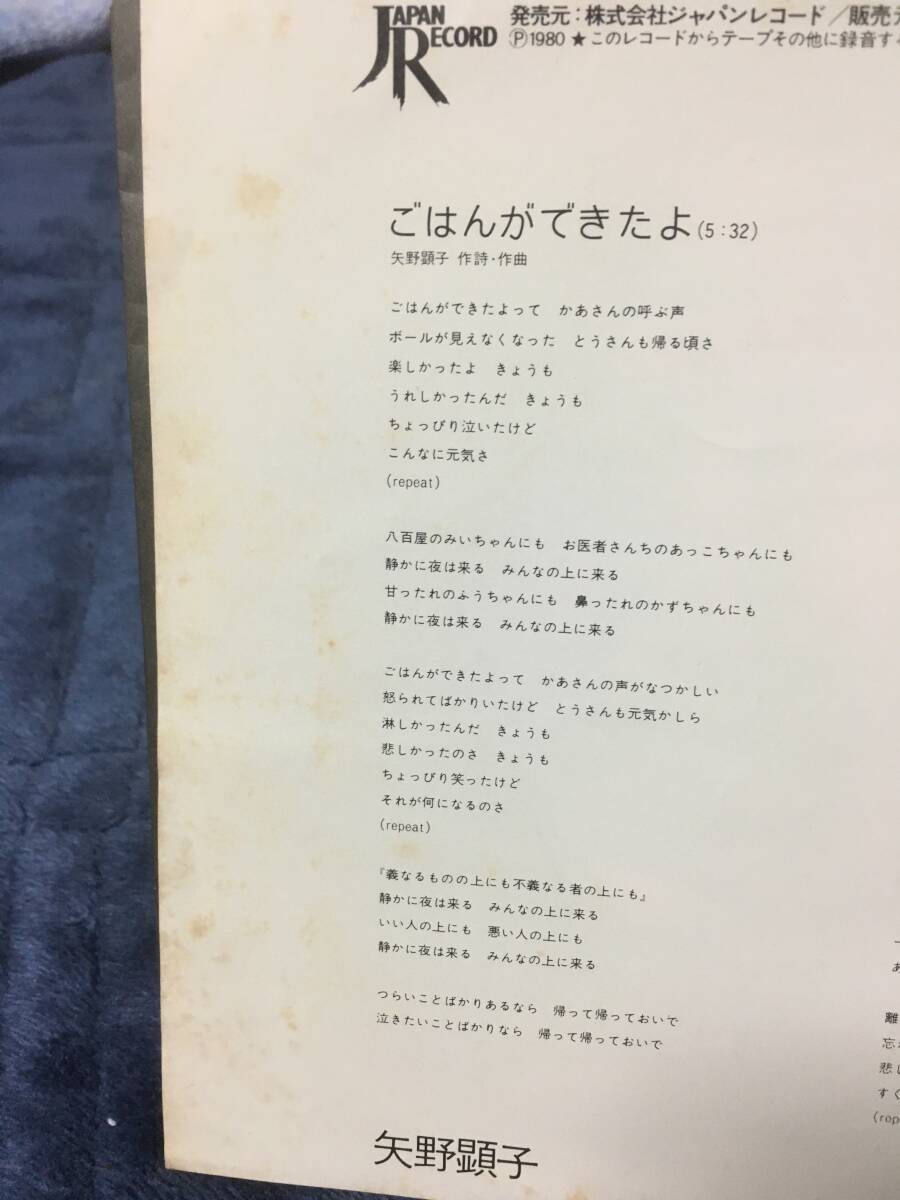 JAPAN
RECORD
発売元:株式会社ジャパンレコード/販売
Ⓟ1980 ★このレコードからテープその他に録音す
ごはんができたよ(5:32)
矢野顕子 作詩・作曲
ごはんができたよって かあさんの呼ぶ声
ボールが見えなくなった とうさんも帰る頃さ
楽しかったよ きょうも
うれしかったんだ きょうも
ちょっぴり泣いたけど
こんなに元気さ
(repeat)
八百屋のみいちゃんにも お医者さんちのあっこちゃんにも
静かに夜は来る みんなの上に来る
甘ったれのふうちゃんにも 鼻ったれのかずちゃんにも
静かに夜は来る みんなの上に来る
ごはんができたよって かあさんの声がなつかしい
怒られてばかりいたけど とうさんも元気かしら
淋しかったんだ きょうも
悲しかったのさ きょうも
ちょっぴり笑ったけど
それが何になるのさ
(repeat)
『義なるものの上にも不義なる者の上にも』
静かに夜は来る みんなの上に来る
いい人の上にも 悪い人の上にも
静かに夜は来る みんなの上に来る
つらいことばかりあるなら 帰って帰っておいで
泣きたいことばかりなら 帰って帰っておいで
矢野顕子
あ
離
忘
悲
すぐ
(rep